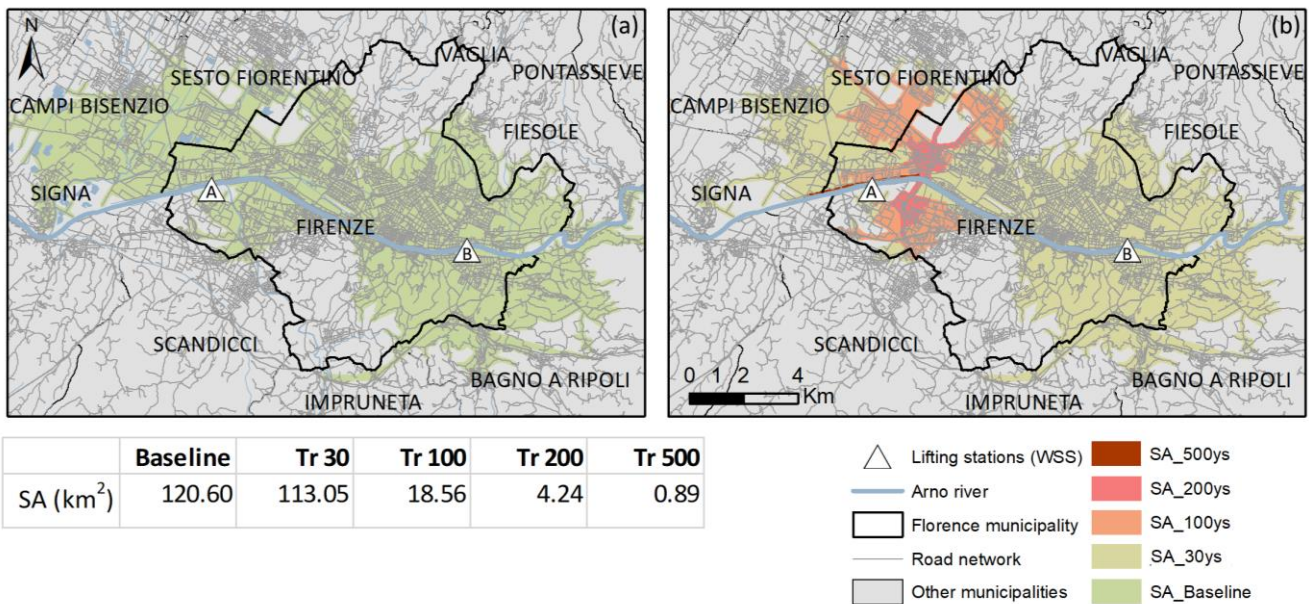 (a)
N
VAGLIA
PONTASSIEVE
SESTO FIORENTINO
CAMPI BISENZIO
FIESOLE
SIGNA
A
FIRENZE
B
SCANDICCI
BAGNO A RIPOLI
IMPRUNETA
(b)
VAGLIA
PONTASSIEVE
SESTO FIORENTINO
CAMPI BISENZIO
FIESOLE
SIGNA
A
FIRENZE
B
SCANDICCI
0 1 2 4
Km
BAGNO A RIPOLI
IMPRUNETA
Baseline Tr 30 Tr 100 Tr 200 Tr 500
SA (km²) 120.60 113.05 18.56 4.24 0.89
Lifting stations (WSS)
Arno river
Florence municipality
Road network
Other municipalities
SA_500ys
SA_200ys
SA_100ys
SA_30ys
SA_Baseline